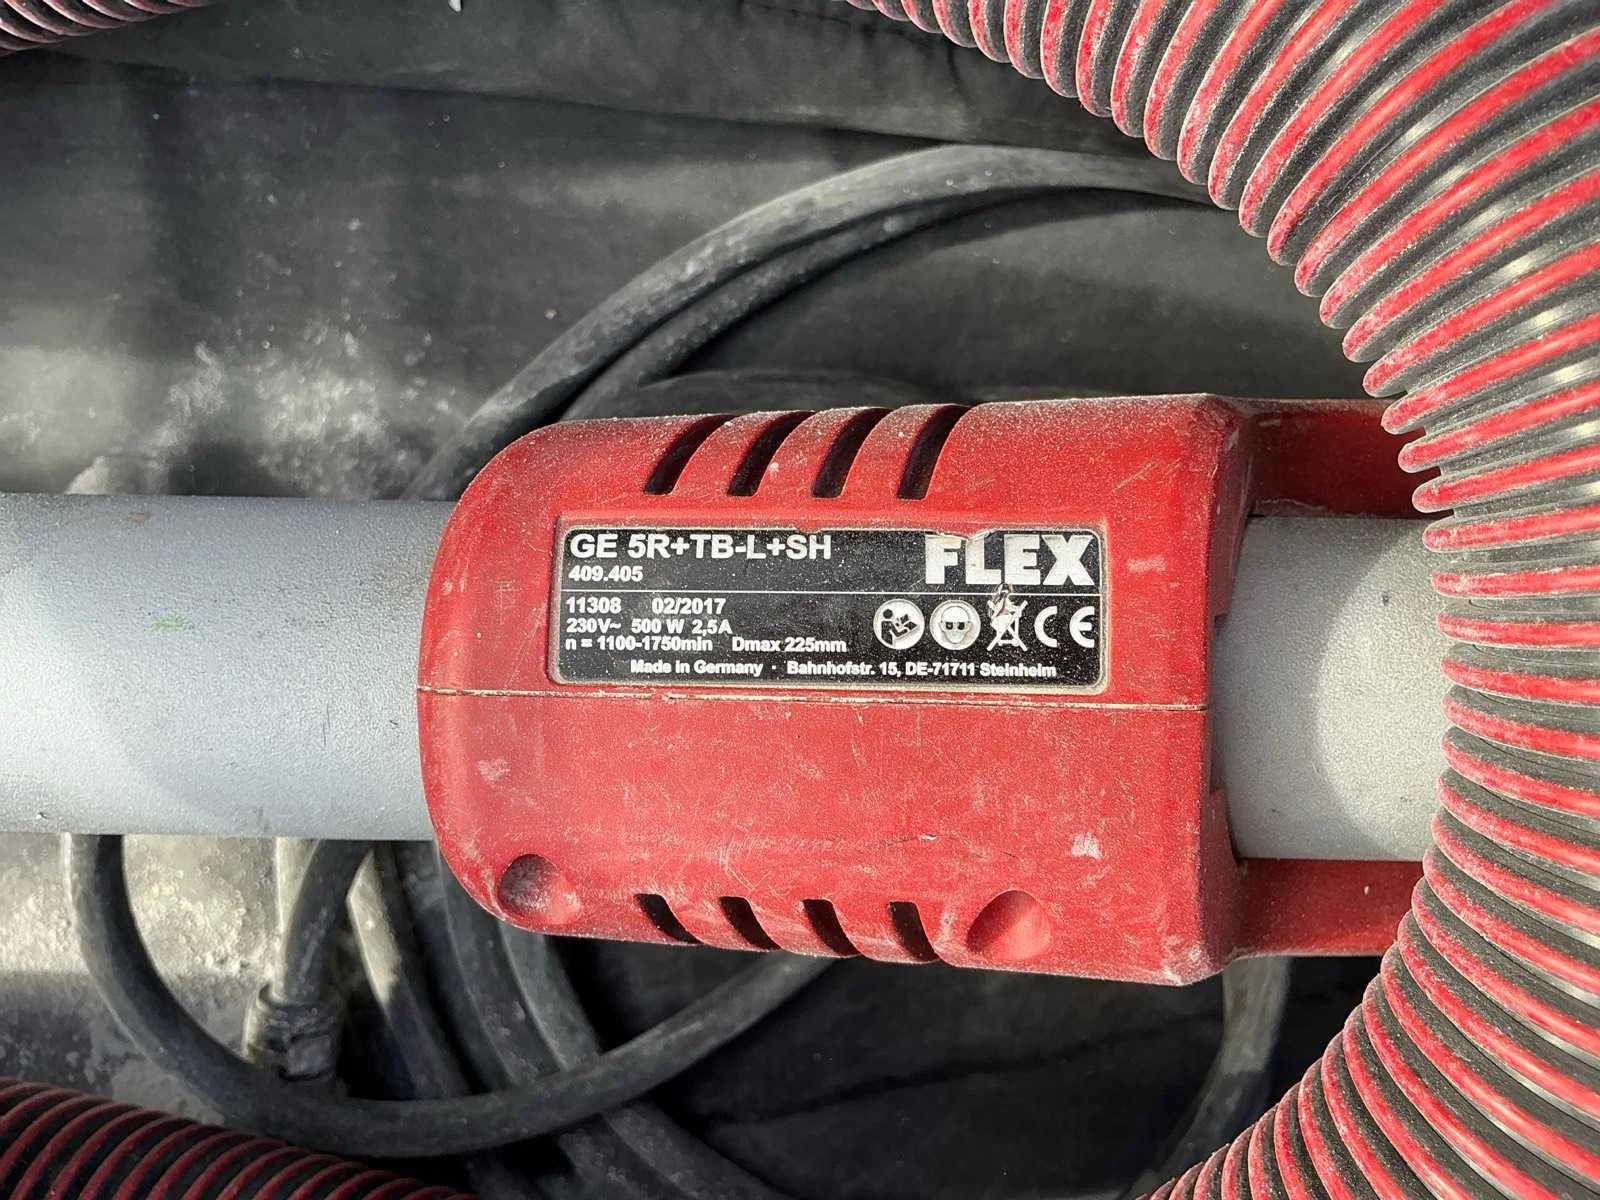 GE 5R+TB-L+SH FLEX
409.405
11308 02/2017
230V~ 500 W 2,5A
n = 1100-1750min Dmax 225mm
CE
Made in Germany · Bahnhofstr. 15, DE-71711 Steinheim